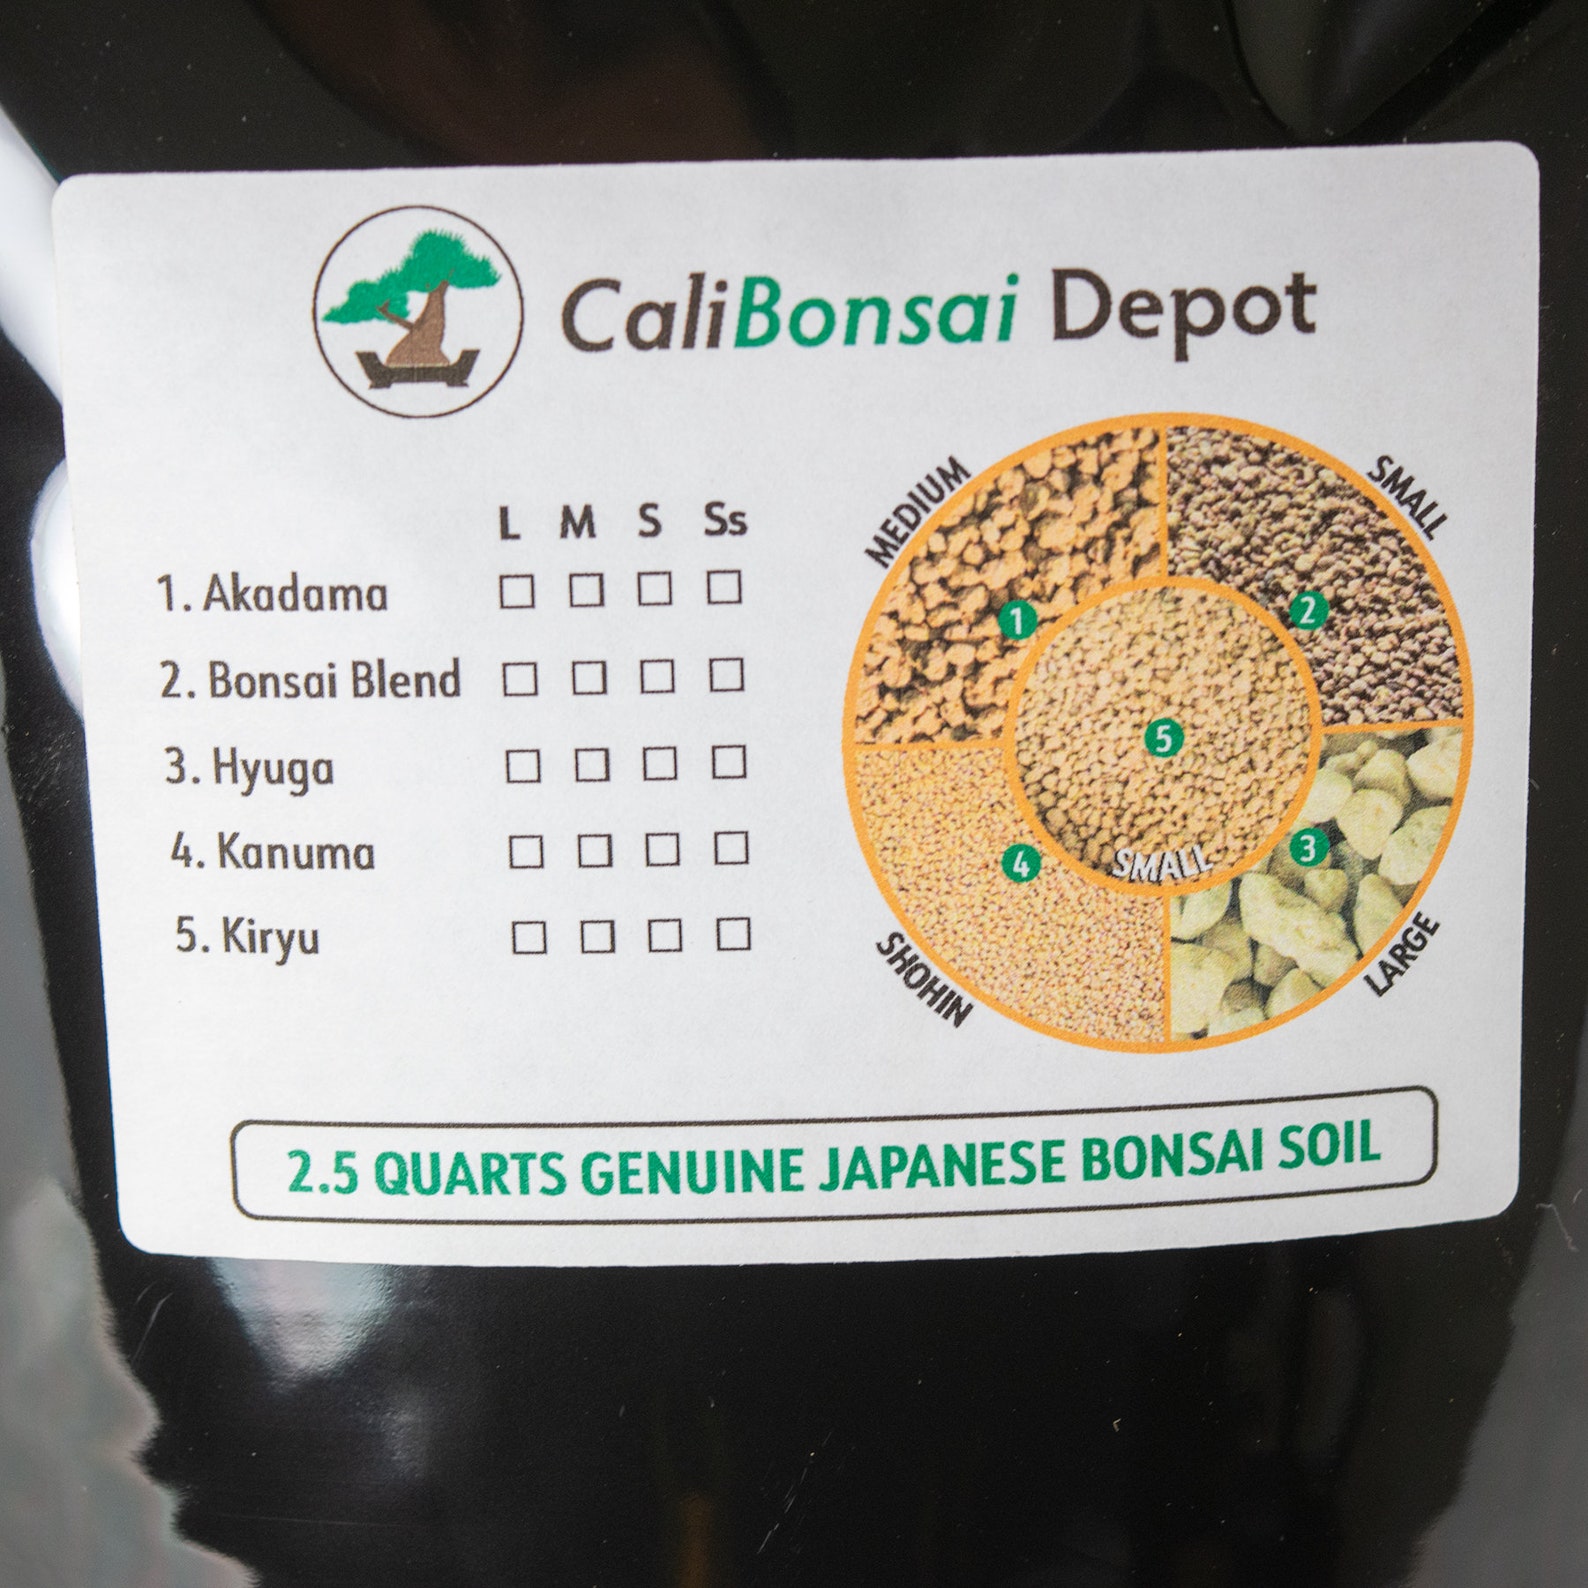 CaliBonsai Depot
L M S Ss
1. Akadama
2. Bonsai Blend
3. Hyuga
4. Kanuma
5. Kiryu
MEDIUM
SMALL
1
2
5
3
4
SMALL
SHOHIN
LARGE
2.5 QUARTS GENUINE JAPANESE BONSAI SOIL